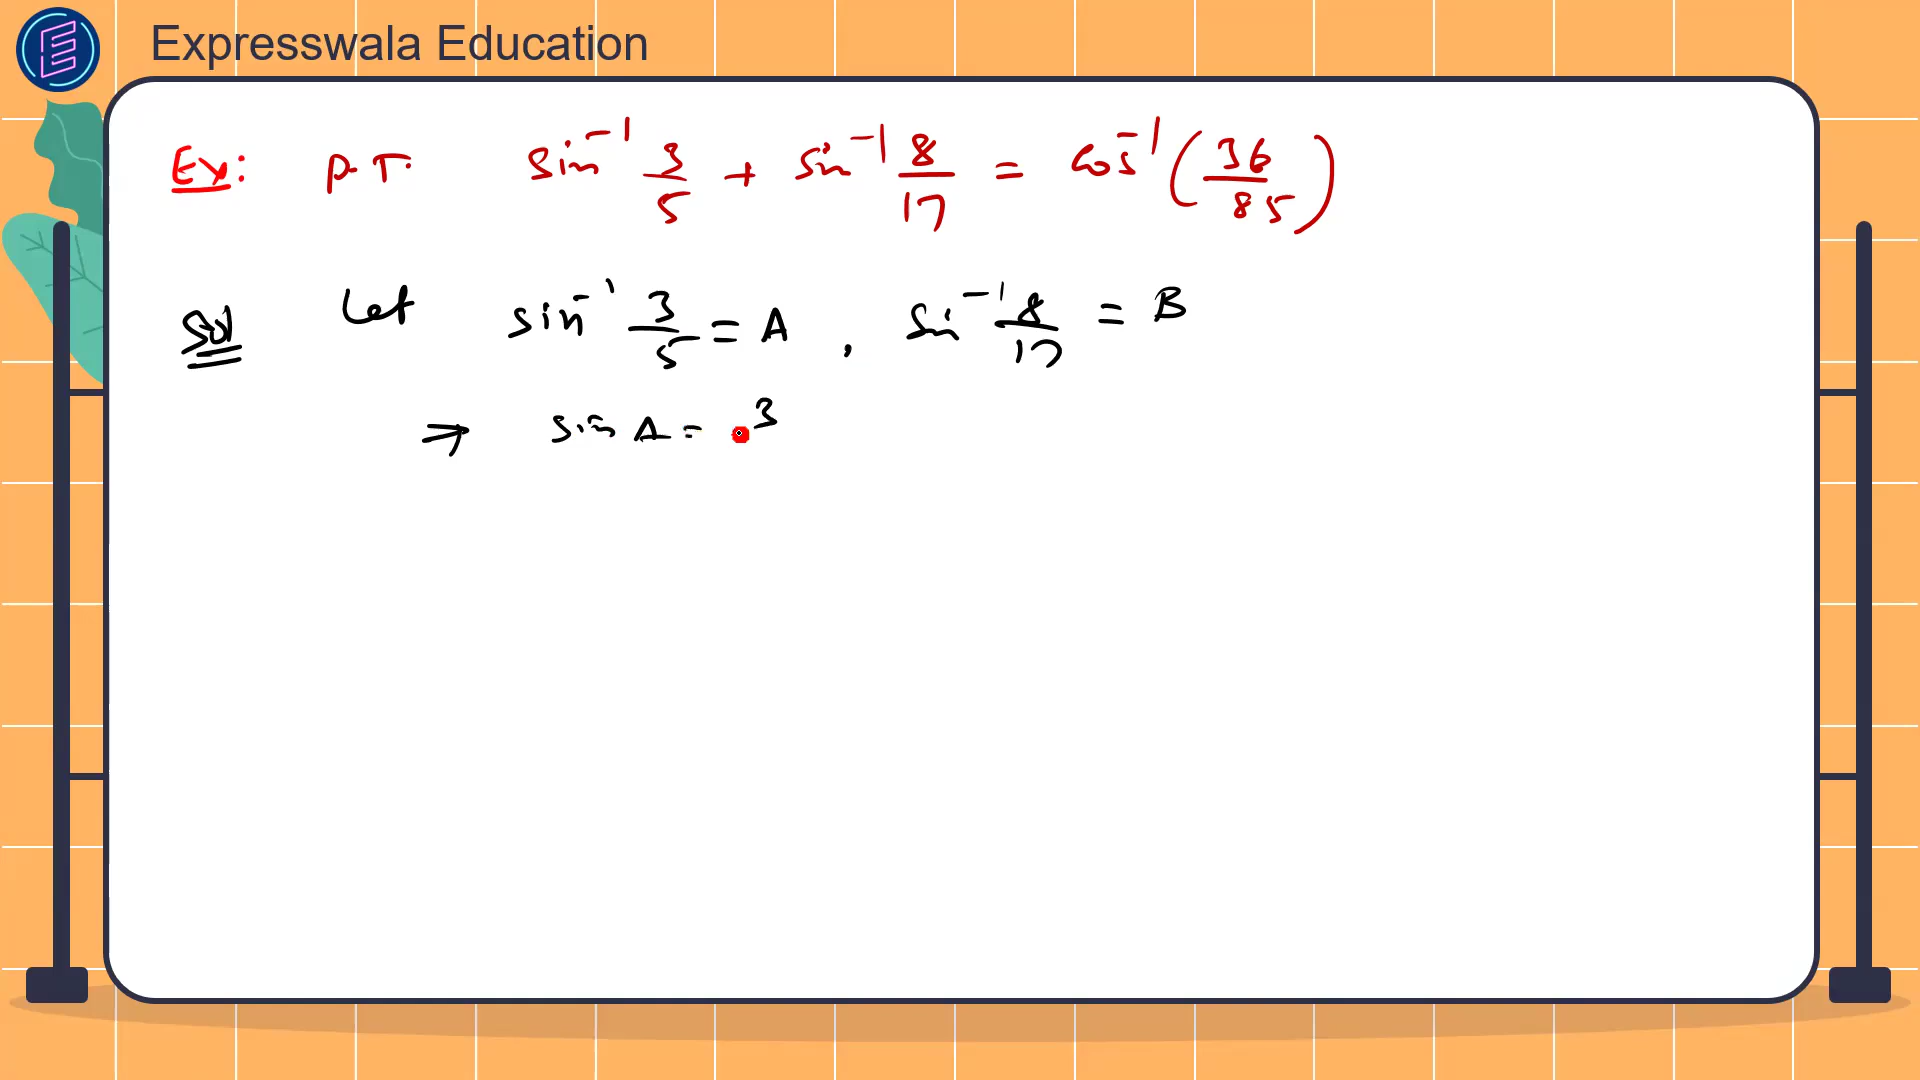 Expresswala Education
Ex: P.T. sin⁻¹ 3/5 + sin⁻¹ 8/17 = cos⁻¹(36/85)
Sol Let sin⁻¹ 3/5 = A , sin⁻¹ 8/17 = B
⇒ sin A = 3